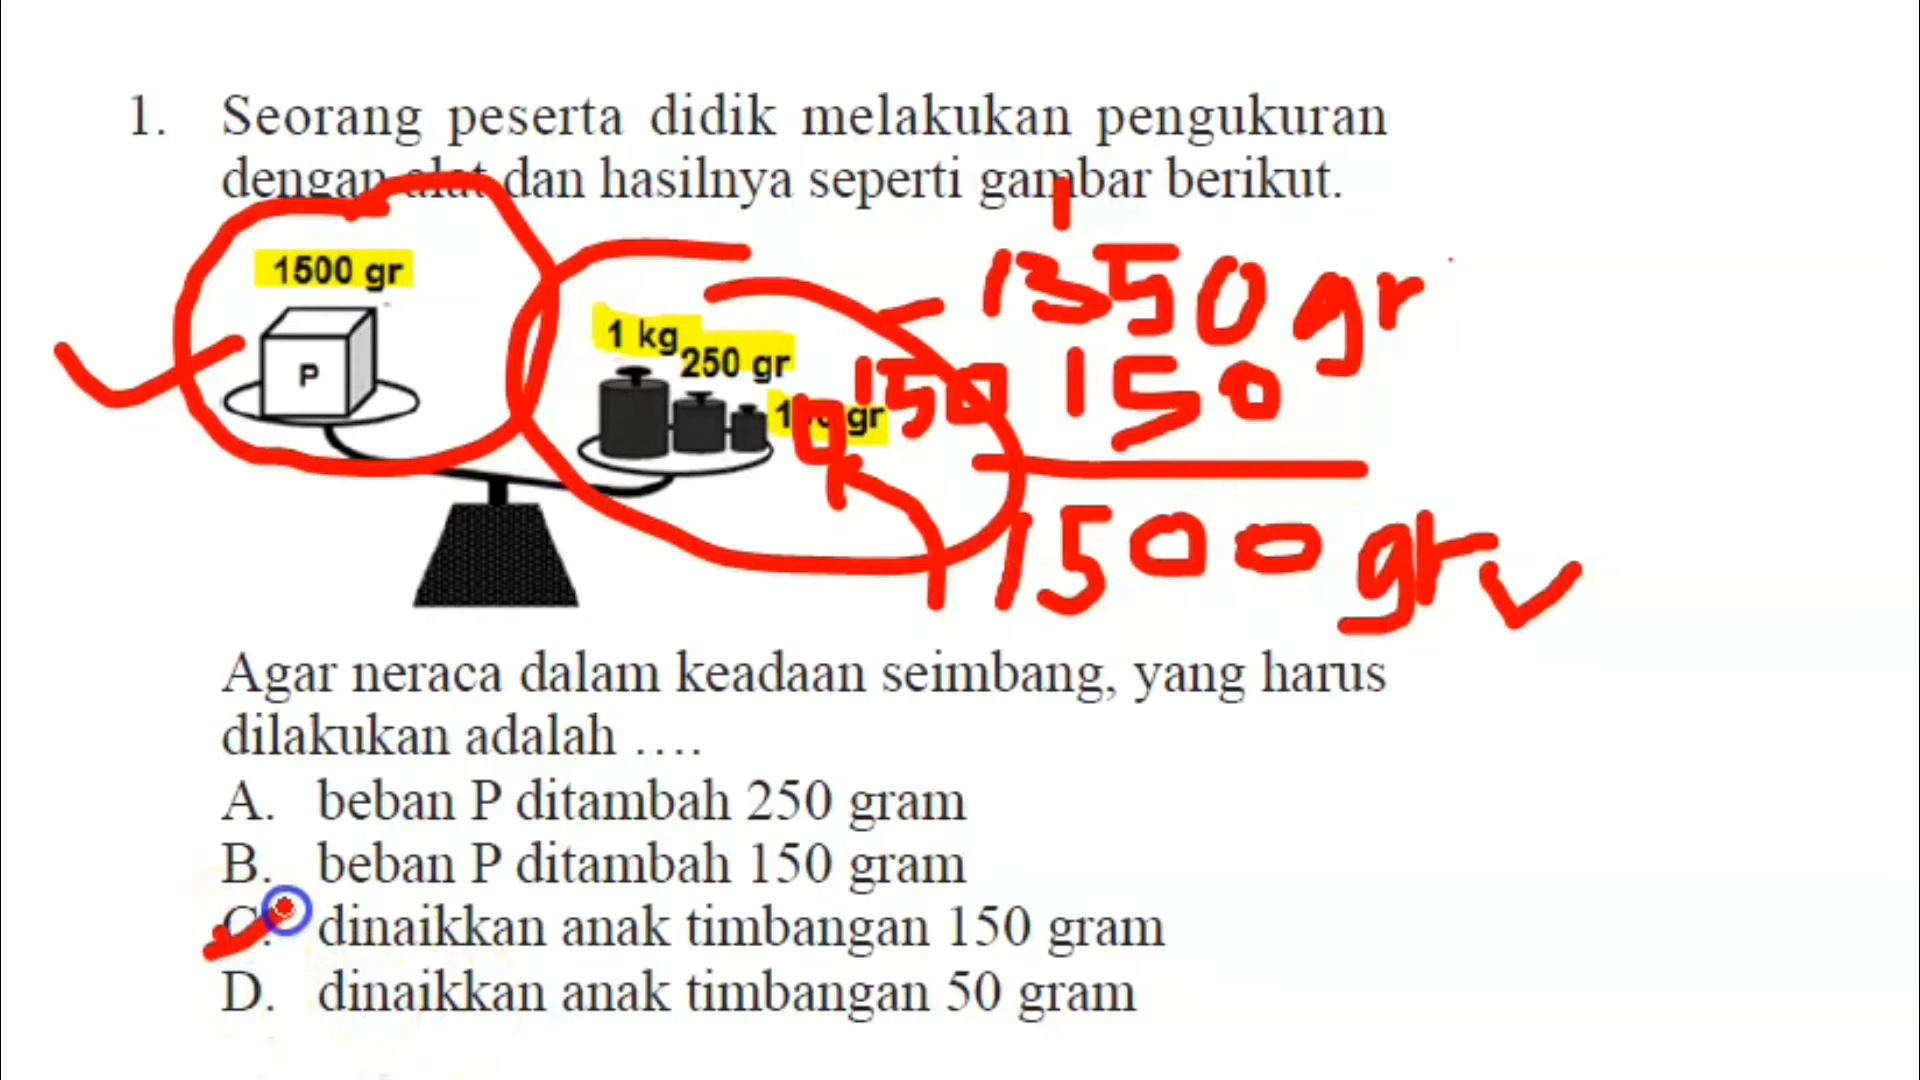 1. Seorang peserta didik melakukan pengukuran
dengan alat dan hasilnya seperti gambar berikut.
1500 gr
P
1 kg
250 gr
gr
150
1
1350 gr
150
1500 gr
Agar neraca dalam keadaan seimbang, yang harus
dilakukan adalah ....
A. beban P ditambah 250 gram
B. beban P ditambah 150 gram
C. dinaikkan anak timbangan 150 gram
D. dinaikkan anak timbangan 50 gram